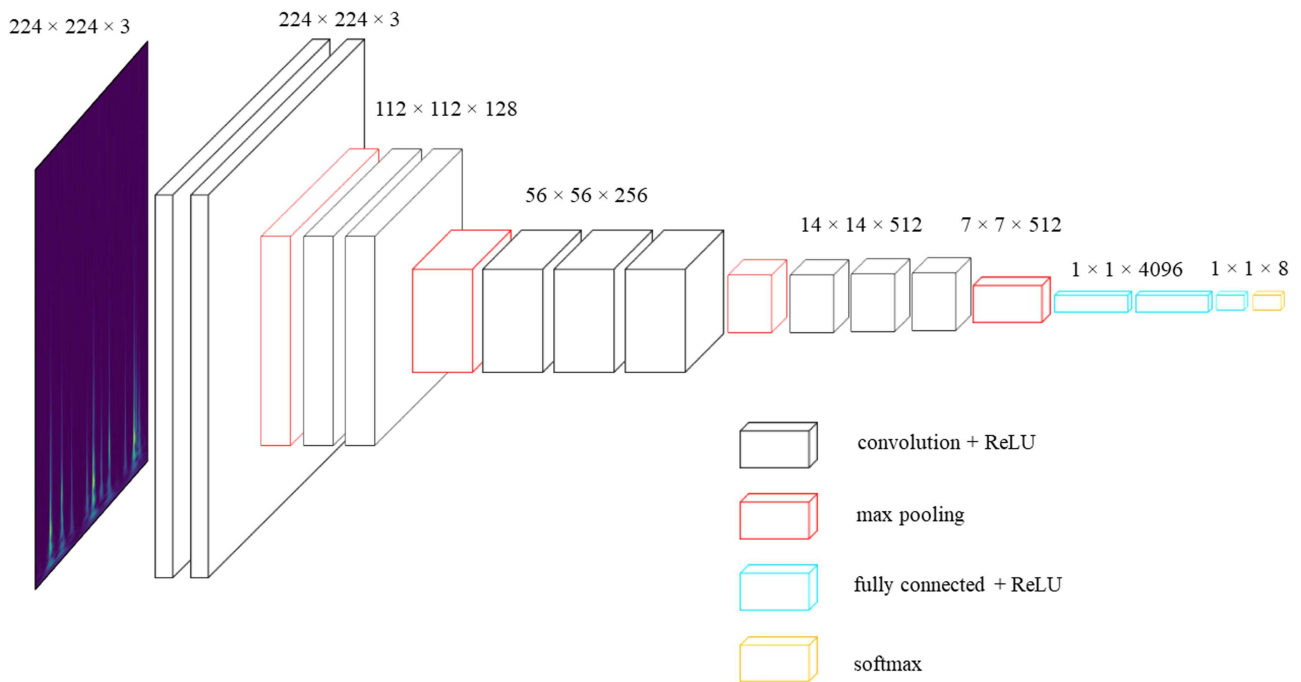 224 × 224 × 3
224 × 224 × 3
112 × 112 × 128
56 × 56 × 256
14 × 14 × 512
7 × 7 × 512
1 × 1 × 4096
1 × 1 × 8
convolution + ReLU
max pooling
fully connected + ReLU
softmax